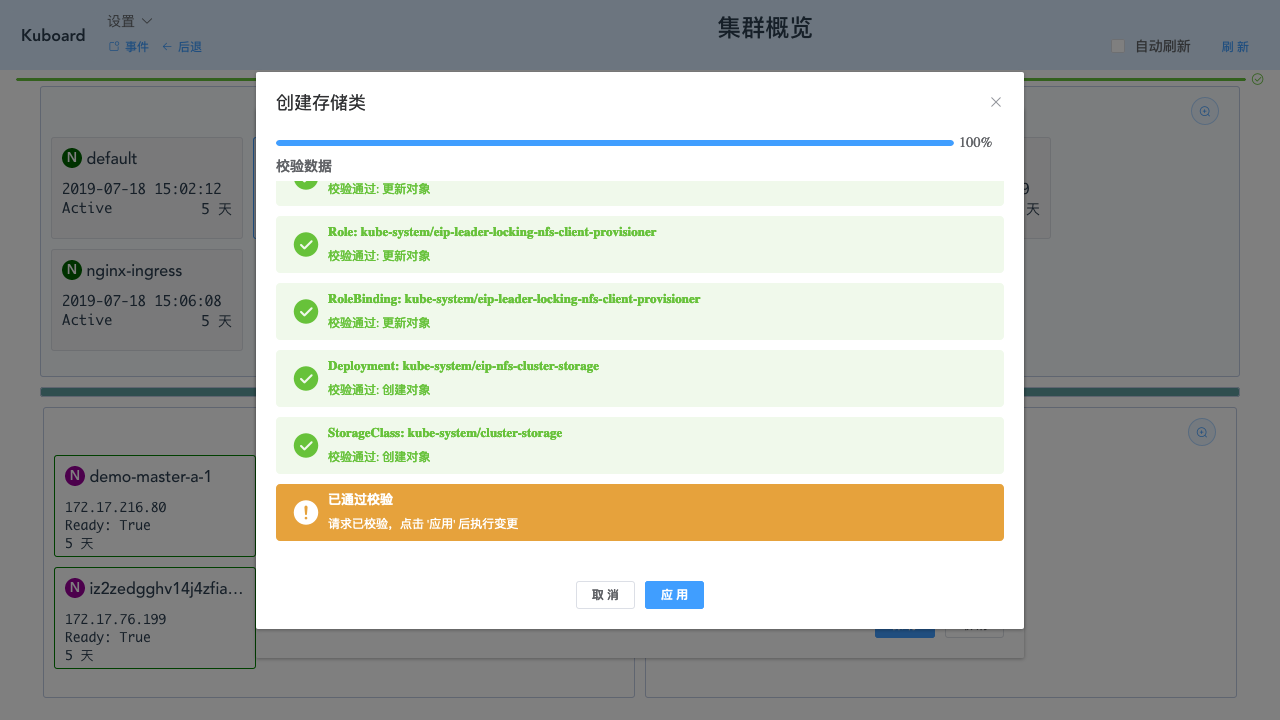 Kuboard
设置
事件
后退
集群概览
自动刷新
刷 新
创建存储类
100%
校验数据
校验通过: 更新对象
Role: kube-system/eip-leader-locking-nfs-client-provisioner
校验通过: 更新对象
RoleBinding: kube-system/eip-leader-locking-nfs-client-provisioner
校验通过: 更新对象
Deployment: kube-system/eip-nfs-cluster-storage
校验通过: 创建对象
StorageClass: kube-system/cluster-storage
校验通过: 创建对象
已通过校验
请求已校验，点击 '应用' 后执行变更
取 消
应 用
N default
2019-07-18 15:02:12
Active 5 天
9
天
N nginx-ingress
2019-07-18 15:06:08
Active 5 天
N demo-master-a-1
172.17.216.80
Ready: True
5 天
N iz2zedgghv14j4zfia...
172.17.76.199
Ready: True
5 天